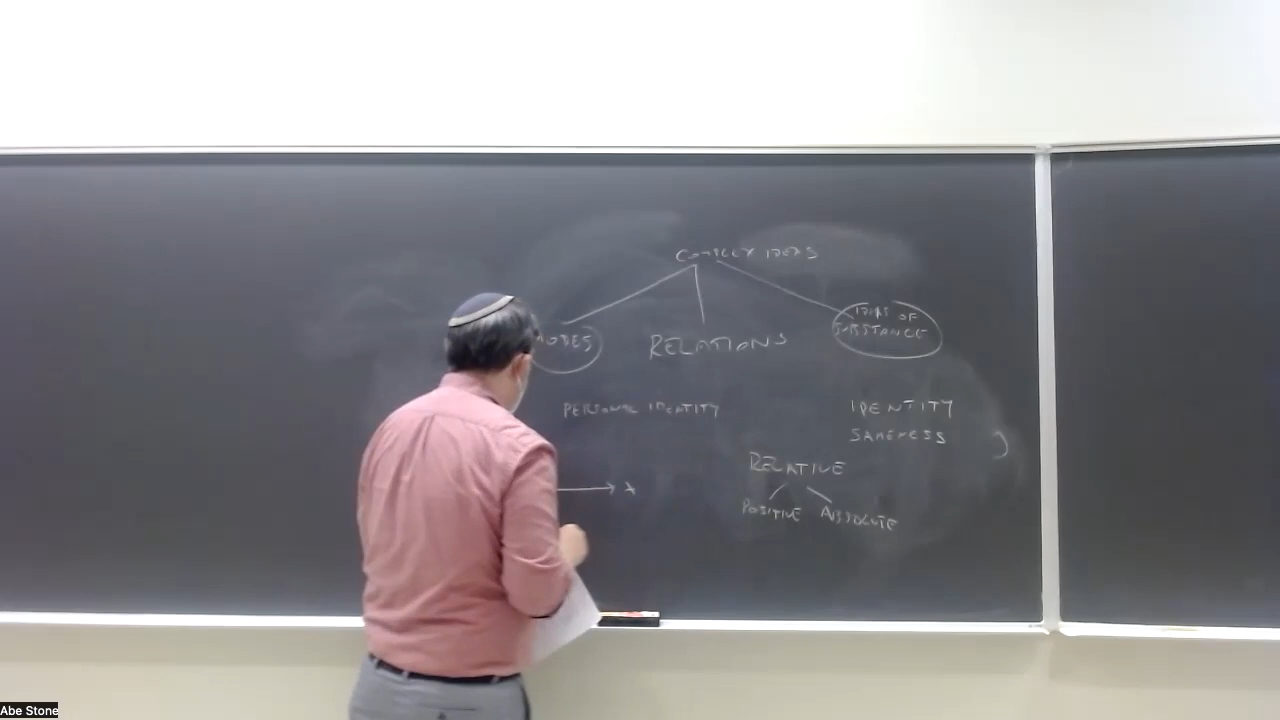 COMPLEX IDEAS
MODES RELATIONS IDEAS OF
SUBSTANCE
PERSONAL IDENTITY IDENTITY
SAMENESS )
RELATIVE
POSITIVE ABSOLUTE
Abe Stone